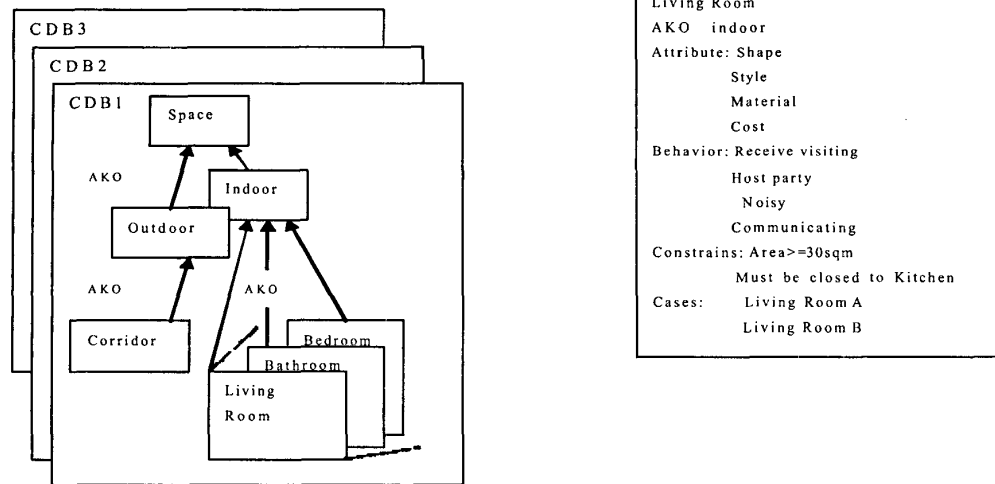 CDB3
CDB2
CDB1
Space
AKO
Indoor
Outdoor
AKO
AKO
Corridor
Bedroom
Bathroom
Living
Room
Living Room
AKO indoor
Attribute: Shape
Style
Material
Cost
Behavior: Receive visiting
Host party
Noisy
Communicating
Constrains: Area>=30sqm
Must be closed to Kitchen
Cases: Living Room A
Living Room B